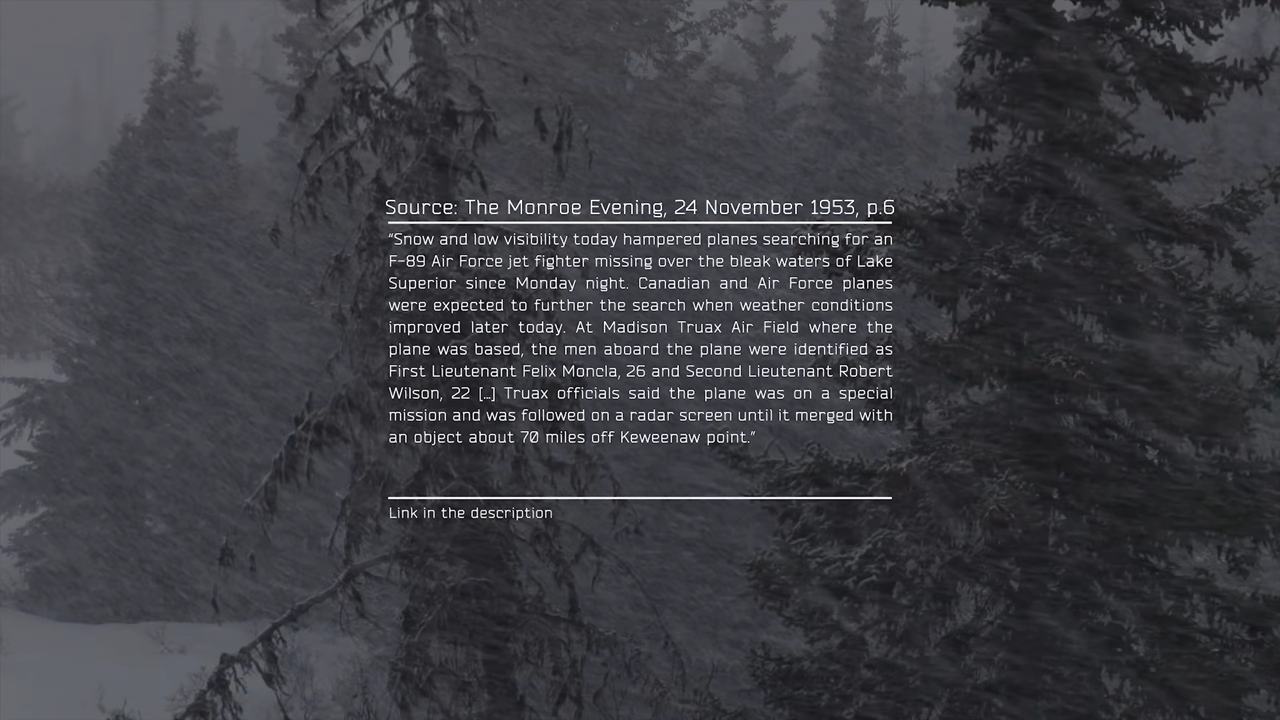 Source: The Monroe Evening, 24 November 1953, p.6
“Snow and low visibility today hampered planes searching for an
F-89 Air Force jet fighter missing over the bleak waters of Lake
Superior since Monday night. Canadian and Air Force planes
were expected to further the search when weather conditions
improved later today. At Madison Truax Air Field where the
plane was based, the men aboard the plane were identified as
First Lieutenant Felix Moncla, 26 and Second Lieutenant Robert
Wilson, 22 […] Truax officials said the plane was on a special
mission and was followed on a radar screen until it merged with
an object about 70 miles off Keweenaw point.”
Link in the description